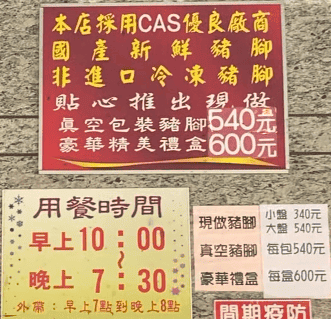 本店採用CAS優良廠商
國產新鮮豬腳
非進口冷凍豬腳
貼心推出現做
真空包裝豬腳540元
豪華精美禮盒600元
用餐時間
早上10:00
~
晚上7:30
外帶：早上7點到晚上8點
現做豬腳 小盤 340元
大盤 540元
真空豬腳 每包540元
豪華禮盒 每盒600元
間期疫防